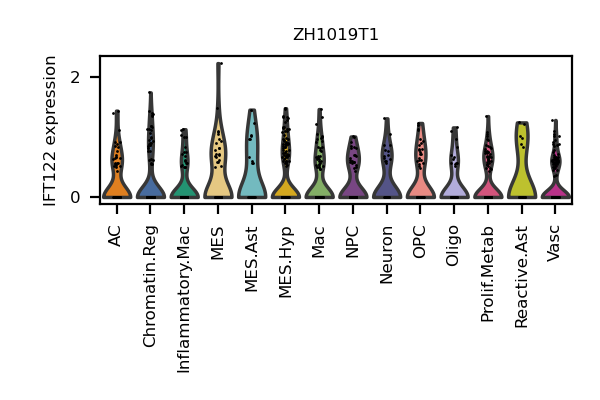 ZH1019T1
IFT122 expression
2
0
AC
Chromatin.Reg
Inflammatory.Mac
MES
MES.Ast
MES.Hyp
Mac
NPC
Neuron
OPC
Oligo
Prolif.Metab
Reactive.Ast
Vasc